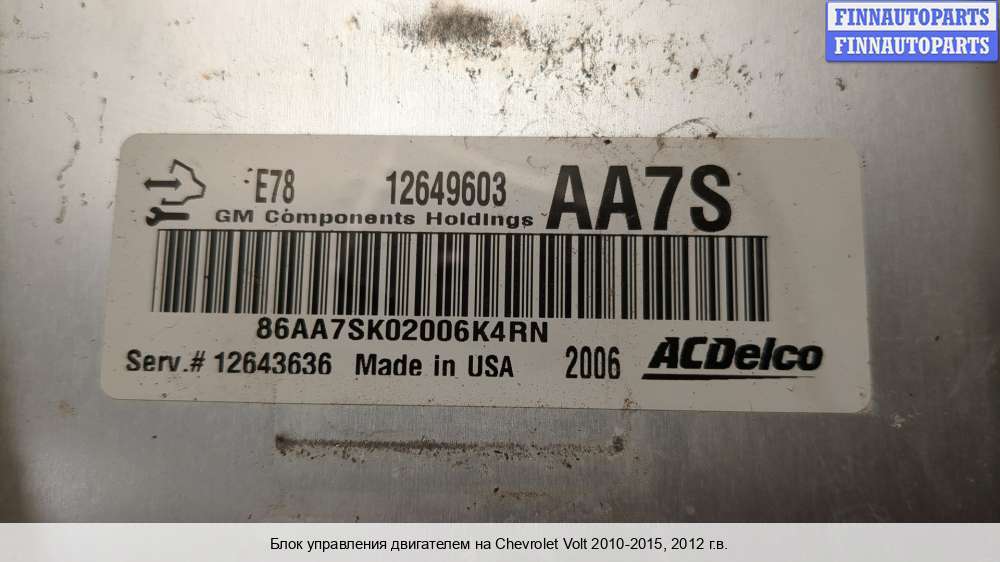 FINNAUTOPARTS
FINNAUTOPARTS
E78 12649603 AA7S
GM Components Holdings
86AA7SK02006K4RN
Serv.# 12643636 Made in USA 2006 ACDelco
Блок управления двигателем на Chevrolet Volt 2010-2015, 2012 г.в.